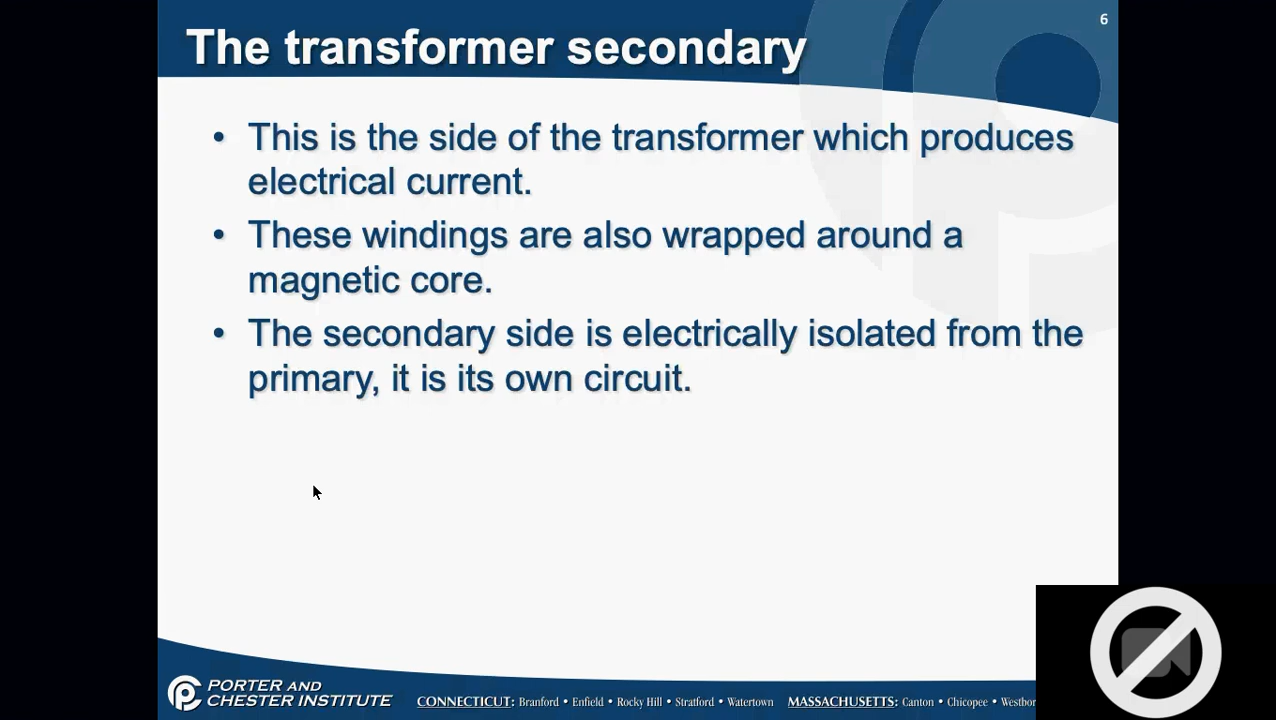 The transformer secondary
6
• This is the side of the transformer which produces
electrical current.
• These windings are also wrapped around a
magnetic core.
• The secondary side is electrically isolated from the
primary, it is its own circuit.
PORTER AND
CHESTER INSTITUTE
CONNECTICUT: Branford • Enfield • Rocky Hill • Stratford • Watertown MASSACHUSETTS: Canton • Chicopee • Westbor